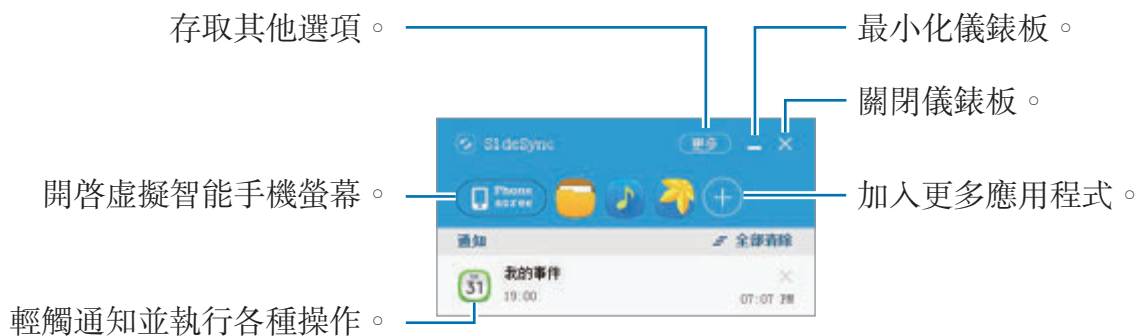 存取其他選項。
最小化儀錶板。
關閉儀錶板。
SideSync
更多
開啓虛擬智能手機螢幕。
Phone
scree
加入更多應用程式。
通知
全部清除
31
我的事件
19:00
07:07 PM
輕觸通知並執行各種操作。